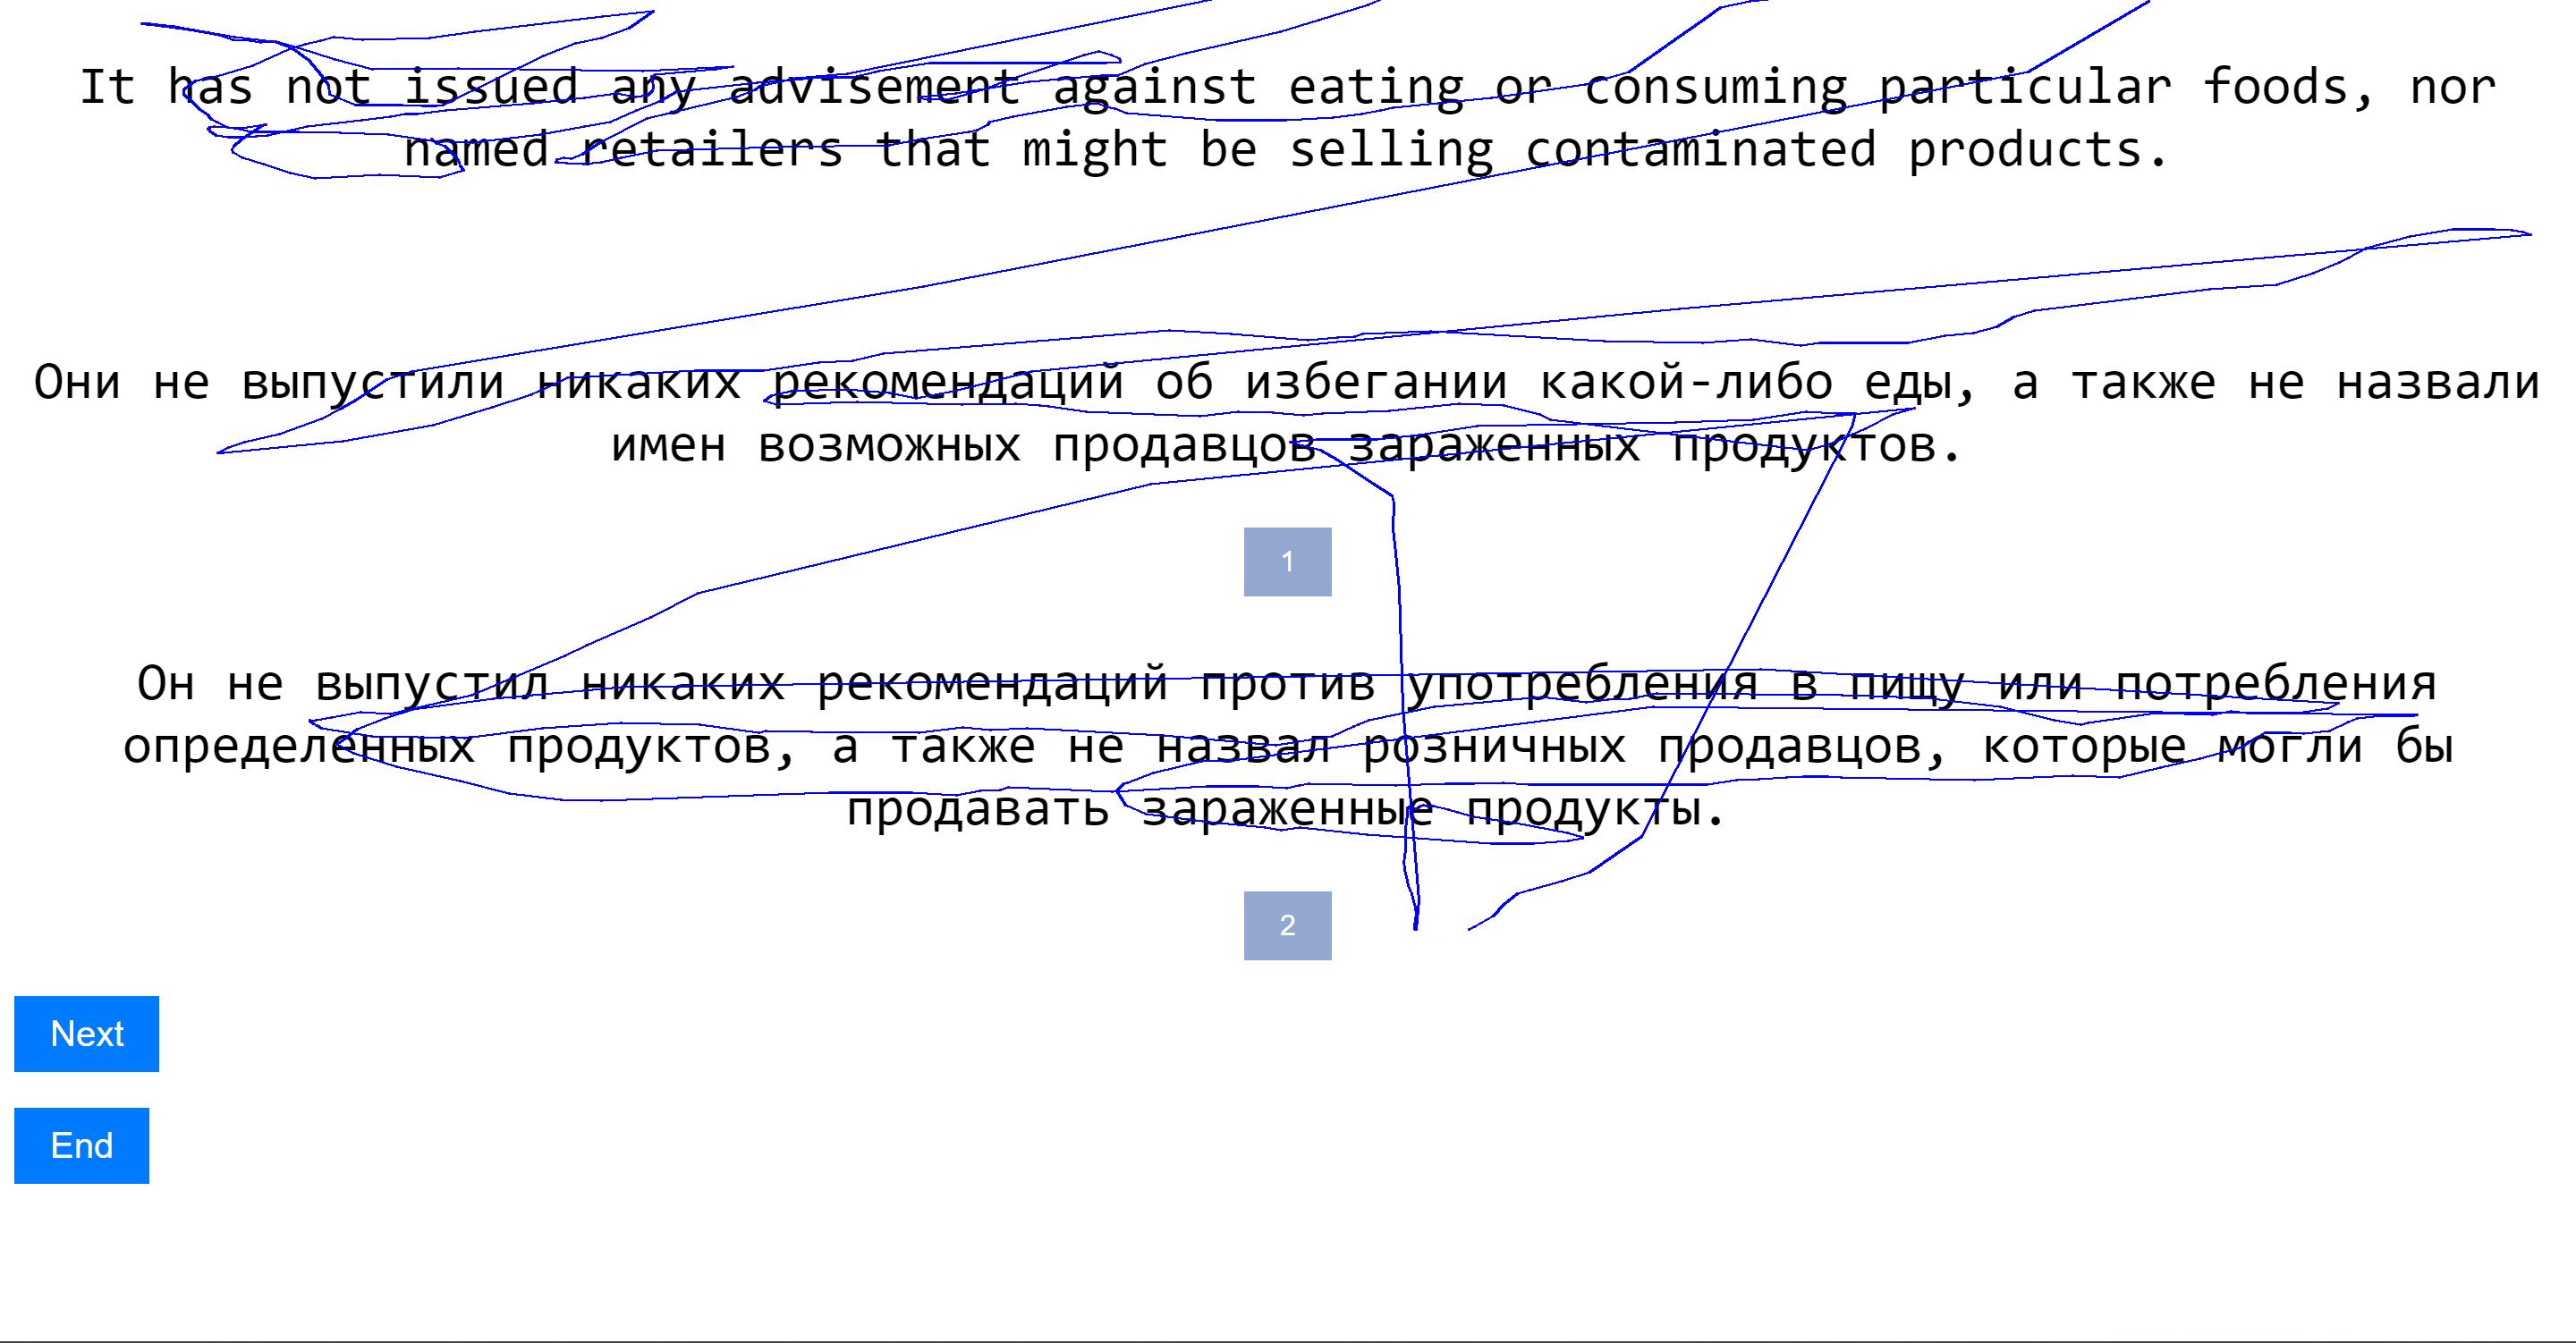 It has not issued any advisement against eating or consuming particular foods, nor
named retailers that might be selling contaminated products.
Они не выпустили никаких рекомендаций об избегании какой-либо еды, а также не назвали
имен возможных продавцов зараженных продуктов.
1
Он не выпустил никаких рекомендаций против употребления в пищу или потребления
определенных продуктов, а также не назвал розничных продавцов, которые могли бы
продавать зараженные продукты.
2
Next
End